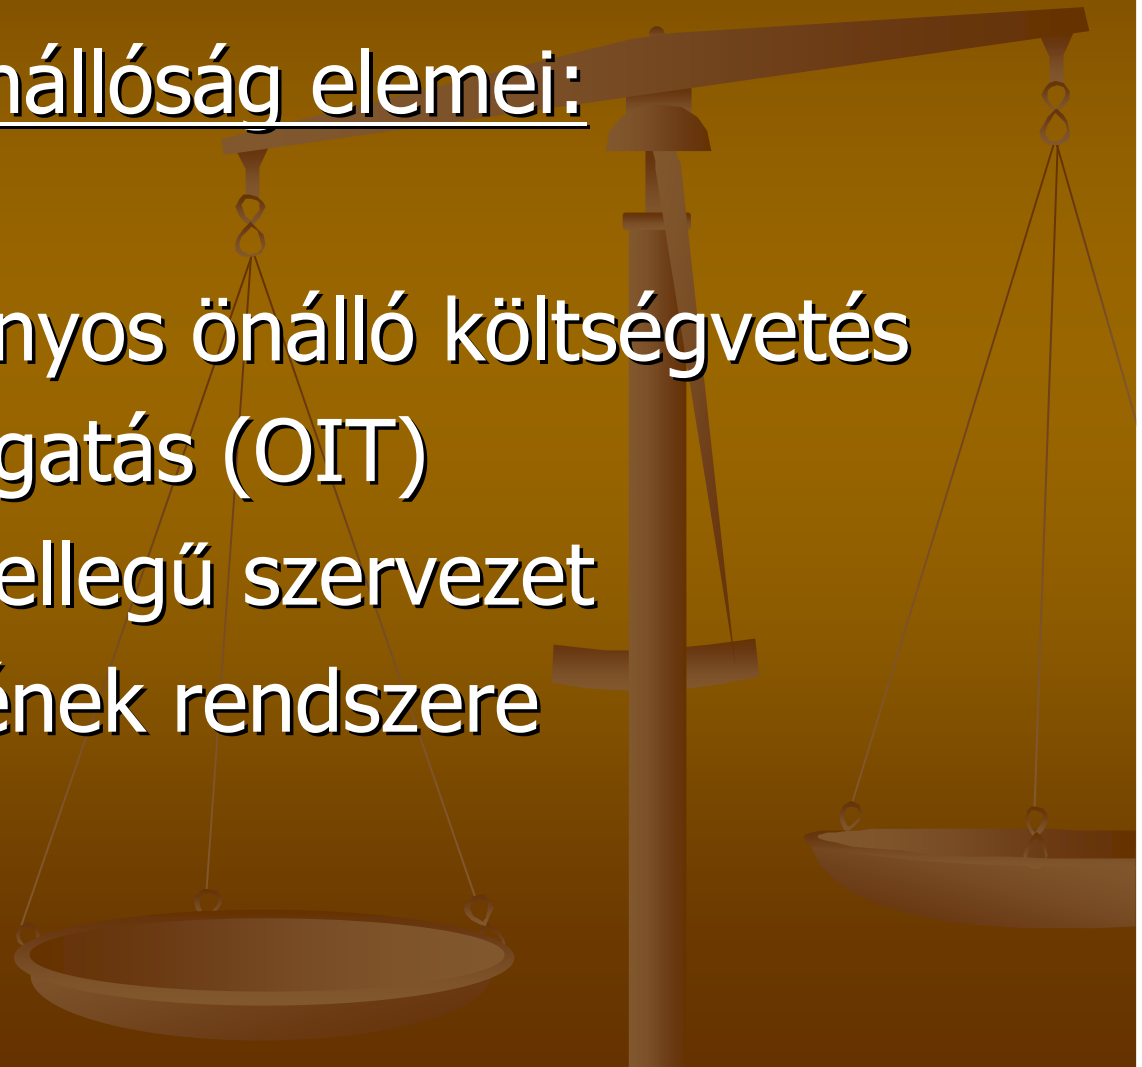 nállóság elemei:
nyos önálló költségvetés
gatás (OIT)
ellegű szervezet
ének rendszere